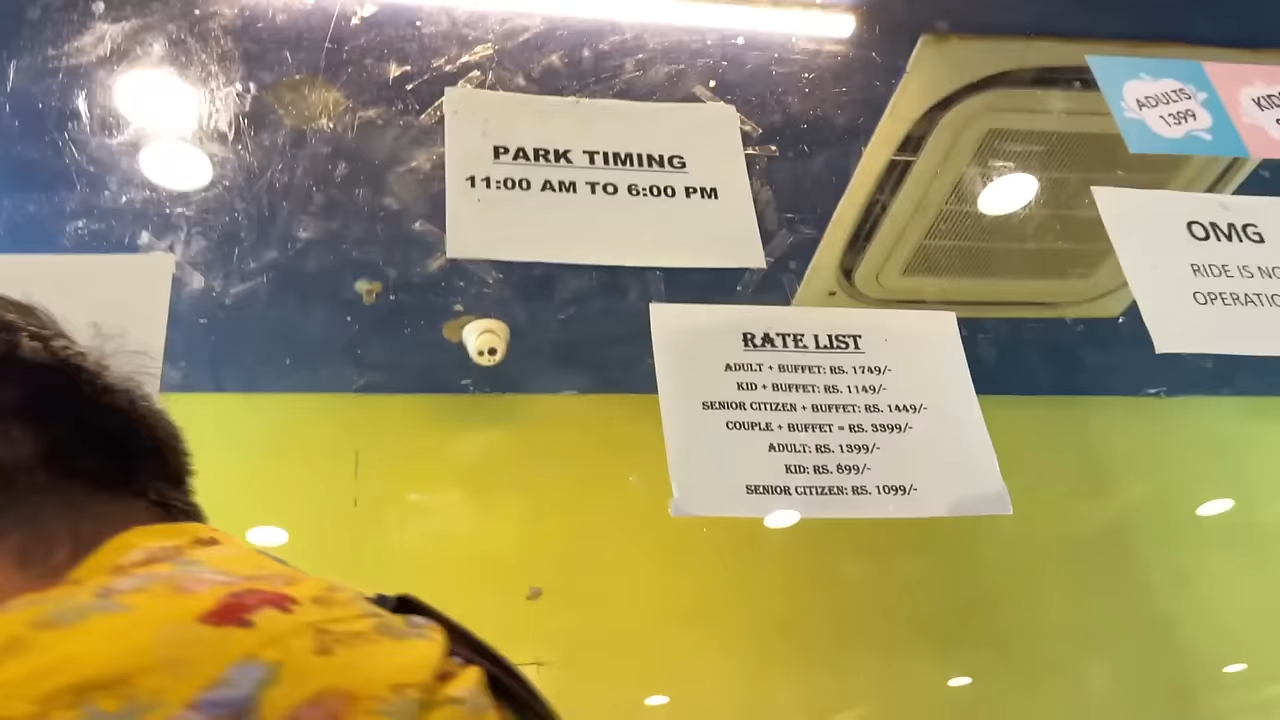 PARK TIMING
11:00 AM TO 6:00 PM
ADULTS
1399
OMG
RIDE IS
RATE LIST
ADULT + BUFFET: RS. 1749/-
KID + BUFFET: RS. 1149/-
SENIOR CITIZEN + BUFFET: RS. 1449/-
COUPLE + BUFFET = RS. 3399/-
ADULT: RS. 1399/-
KID: RS. 899/-
SENIOR CITIZEN: RS. 1099/-